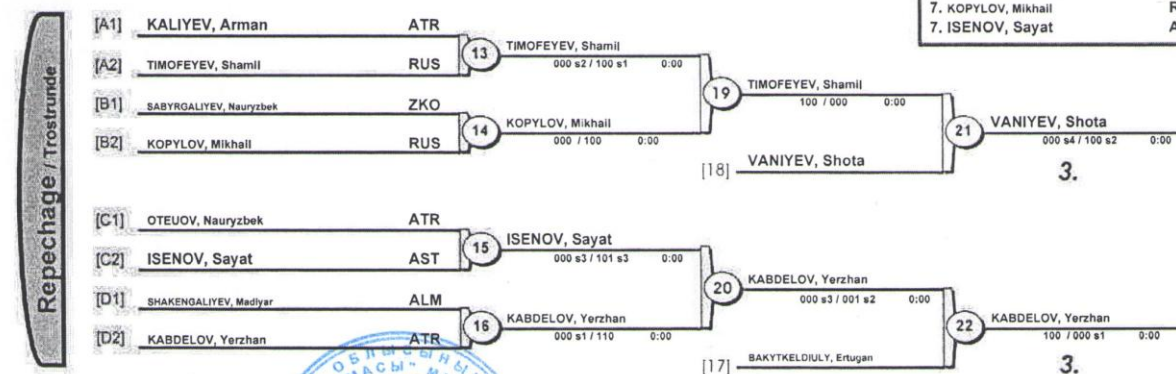 7. KOPYLOV, Mikhail R
7. ISENOV, Sayat A
Repechage / Trostrunde
[A1] KALIYEV, Arman ATR
[A2] TIMOFEYEV, Shamil RUS
13
TIMOFEYEV, Shamil
000 s2 / 100 s1 0:00
[B1] SABYRGALIYEV, Nauryzbek ZKO
[B2] KOPYLOV, Mikhail RUS
14
KOPYLOV, Mikhail
000 / 100 0:00
19
TIMOFEYEV, Shamil
100 / 000 0:00
[18] VANIYEV, Shota
21
VANIYEV, Shota
000 s4 / 100 s2 0:00
3.
[C1] OTEUOV, Nauryzbek ATR
[C2] ISENOV, Sayat AST
15
ISENOV, Sayat
000 s3 / 101 s3 0:00
[D1] SHAKENGALIYEV, Madiyar ALM
[D2] KABDELOV, Yerzhan ATR
16
KABDELOV, Yerzhan
000 s1 / 110 0:00
20
KABDELOV, Yerzhan
000 s3 / 001 s2 0:00
[17] BAKYTKELDIULY, Ertugan
22
KABDELOV, Yerzhan
100 / 000 s1 0:00
3.
ОБЛЫСЫНЫҢ